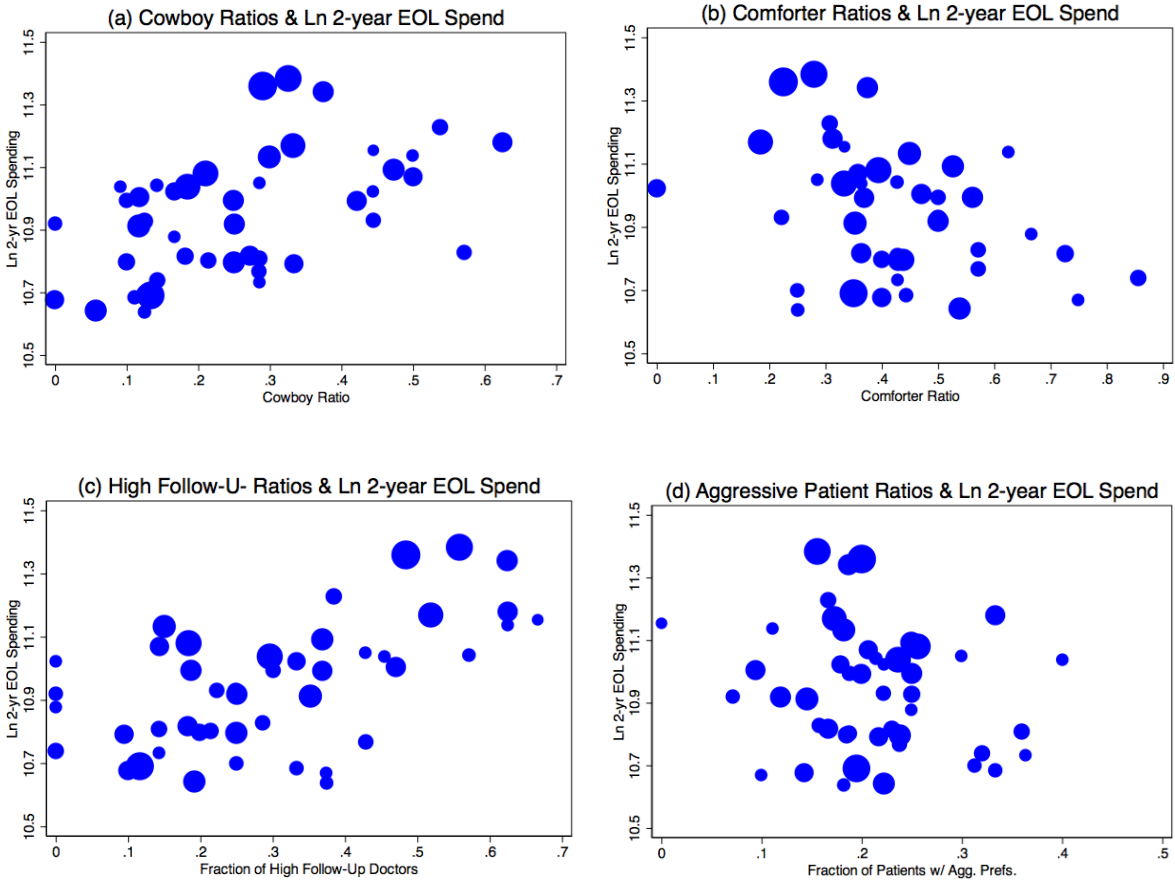 (a) Cowboy Ratios & Ln 2-year EOL Spend
Ln 2-yr EOL Spending
11.5
11.3
11.1
10.9
10.7
10.5
0 .1 .2 .3 .4 .5 .6 .7
Cowboy Ratio
(b) Comforter Ratios & Ln 2-year EOL Spend
Ln 2-yr EOL Spending
11.5
11.3
11.1
10.9
10.7
10.5
0 .1 .2 .3 .4 .5 .6 .7 .8 .9
Comforter Ratio
(c) High Follow-U- Ratios & Ln 2-year EOL Spend
Ln 2-yr EOL Spending
11.5
11.3
11.1
10.9
10.7
10.5
0 .1 .2 .3 .4 .5 .6 .7
Fraction of High Follow-Up Doctors
(d) Aggressive Patient Ratios & Ln 2-year EOL Spend
Ln 2-yr EOL Spending
11.5
11.3
11.1
10.9
10.7
10.5
0 .1 .2 .3 .4 .5
Fraction of Patients w/ Agg. Prefs.